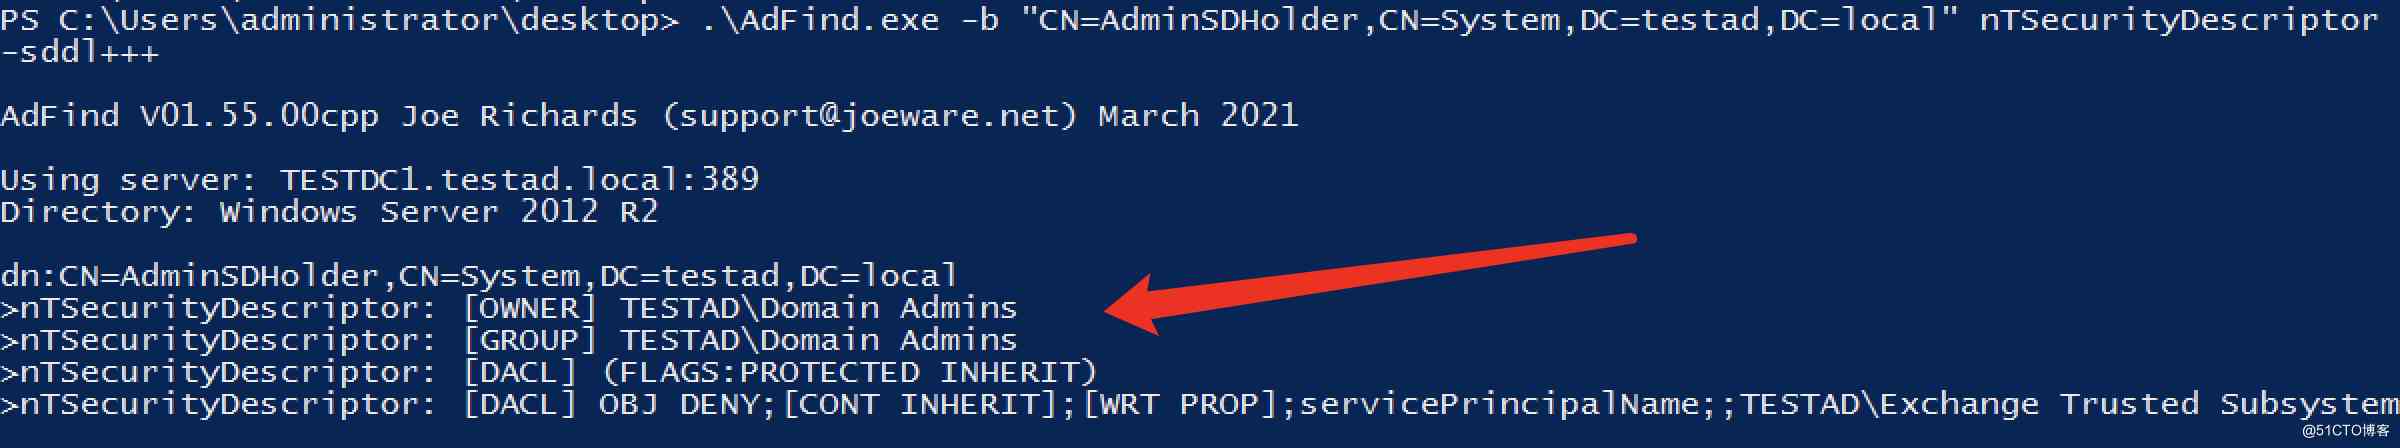 PS C:\Users\administrator\desktop> .\AdFind.exe -b "CN=AdminSDHolder,CN=System,DC=testad,DC=local" nTSecurityDescriptor
-sddl+++
AdFind V01.55.00cpp Joe Richards (support@joeware.net) March 2021
Using server: TESTDC1.testad.local:389
Directory: Windows Server 2012 R2
dn:CN=AdminSDHolder,CN=System,DC=testad,DC=local
>nTSecurityDescriptor: [OWNER] TESTAD\Domain Admins
>nTSecurityDescriptor: [GROUP] TESTAD\Domain Admins
>nTSecurityDescriptor: [DACL] (FLAGS:PROTECTED INHERIT)
>nTSecurityDescriptor: [DACL] OBJ DENY;[CONT INHERIT];[WRT PROP];servicePrincipalName;;TESTAD\Exchange Trusted Subsystem
@51CTO博客